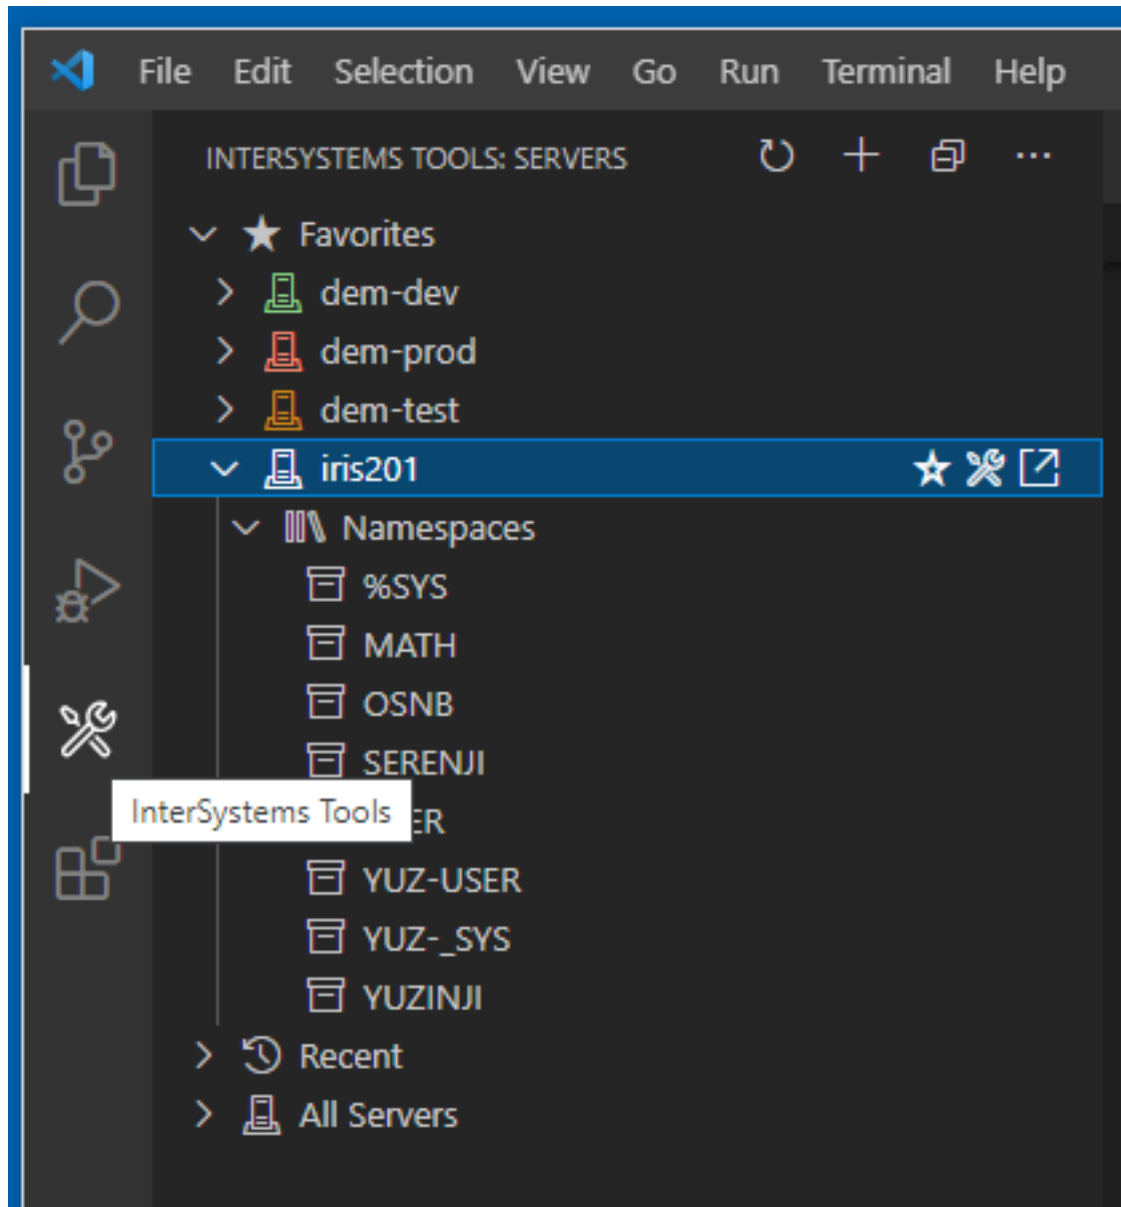 File Edit Selection View Go Run Terminal Help
INTERSYSTEMS TOOLS: SERVERS
Favorites
dem-dev
dem-prod
dem-test
iris201
Namespaces
%SYS
MATH
OSNB
SERENJI
InterSystems Tools
ER
YUZ-USER
YUZ-_SYS
YUZINJI
Recent
All Servers